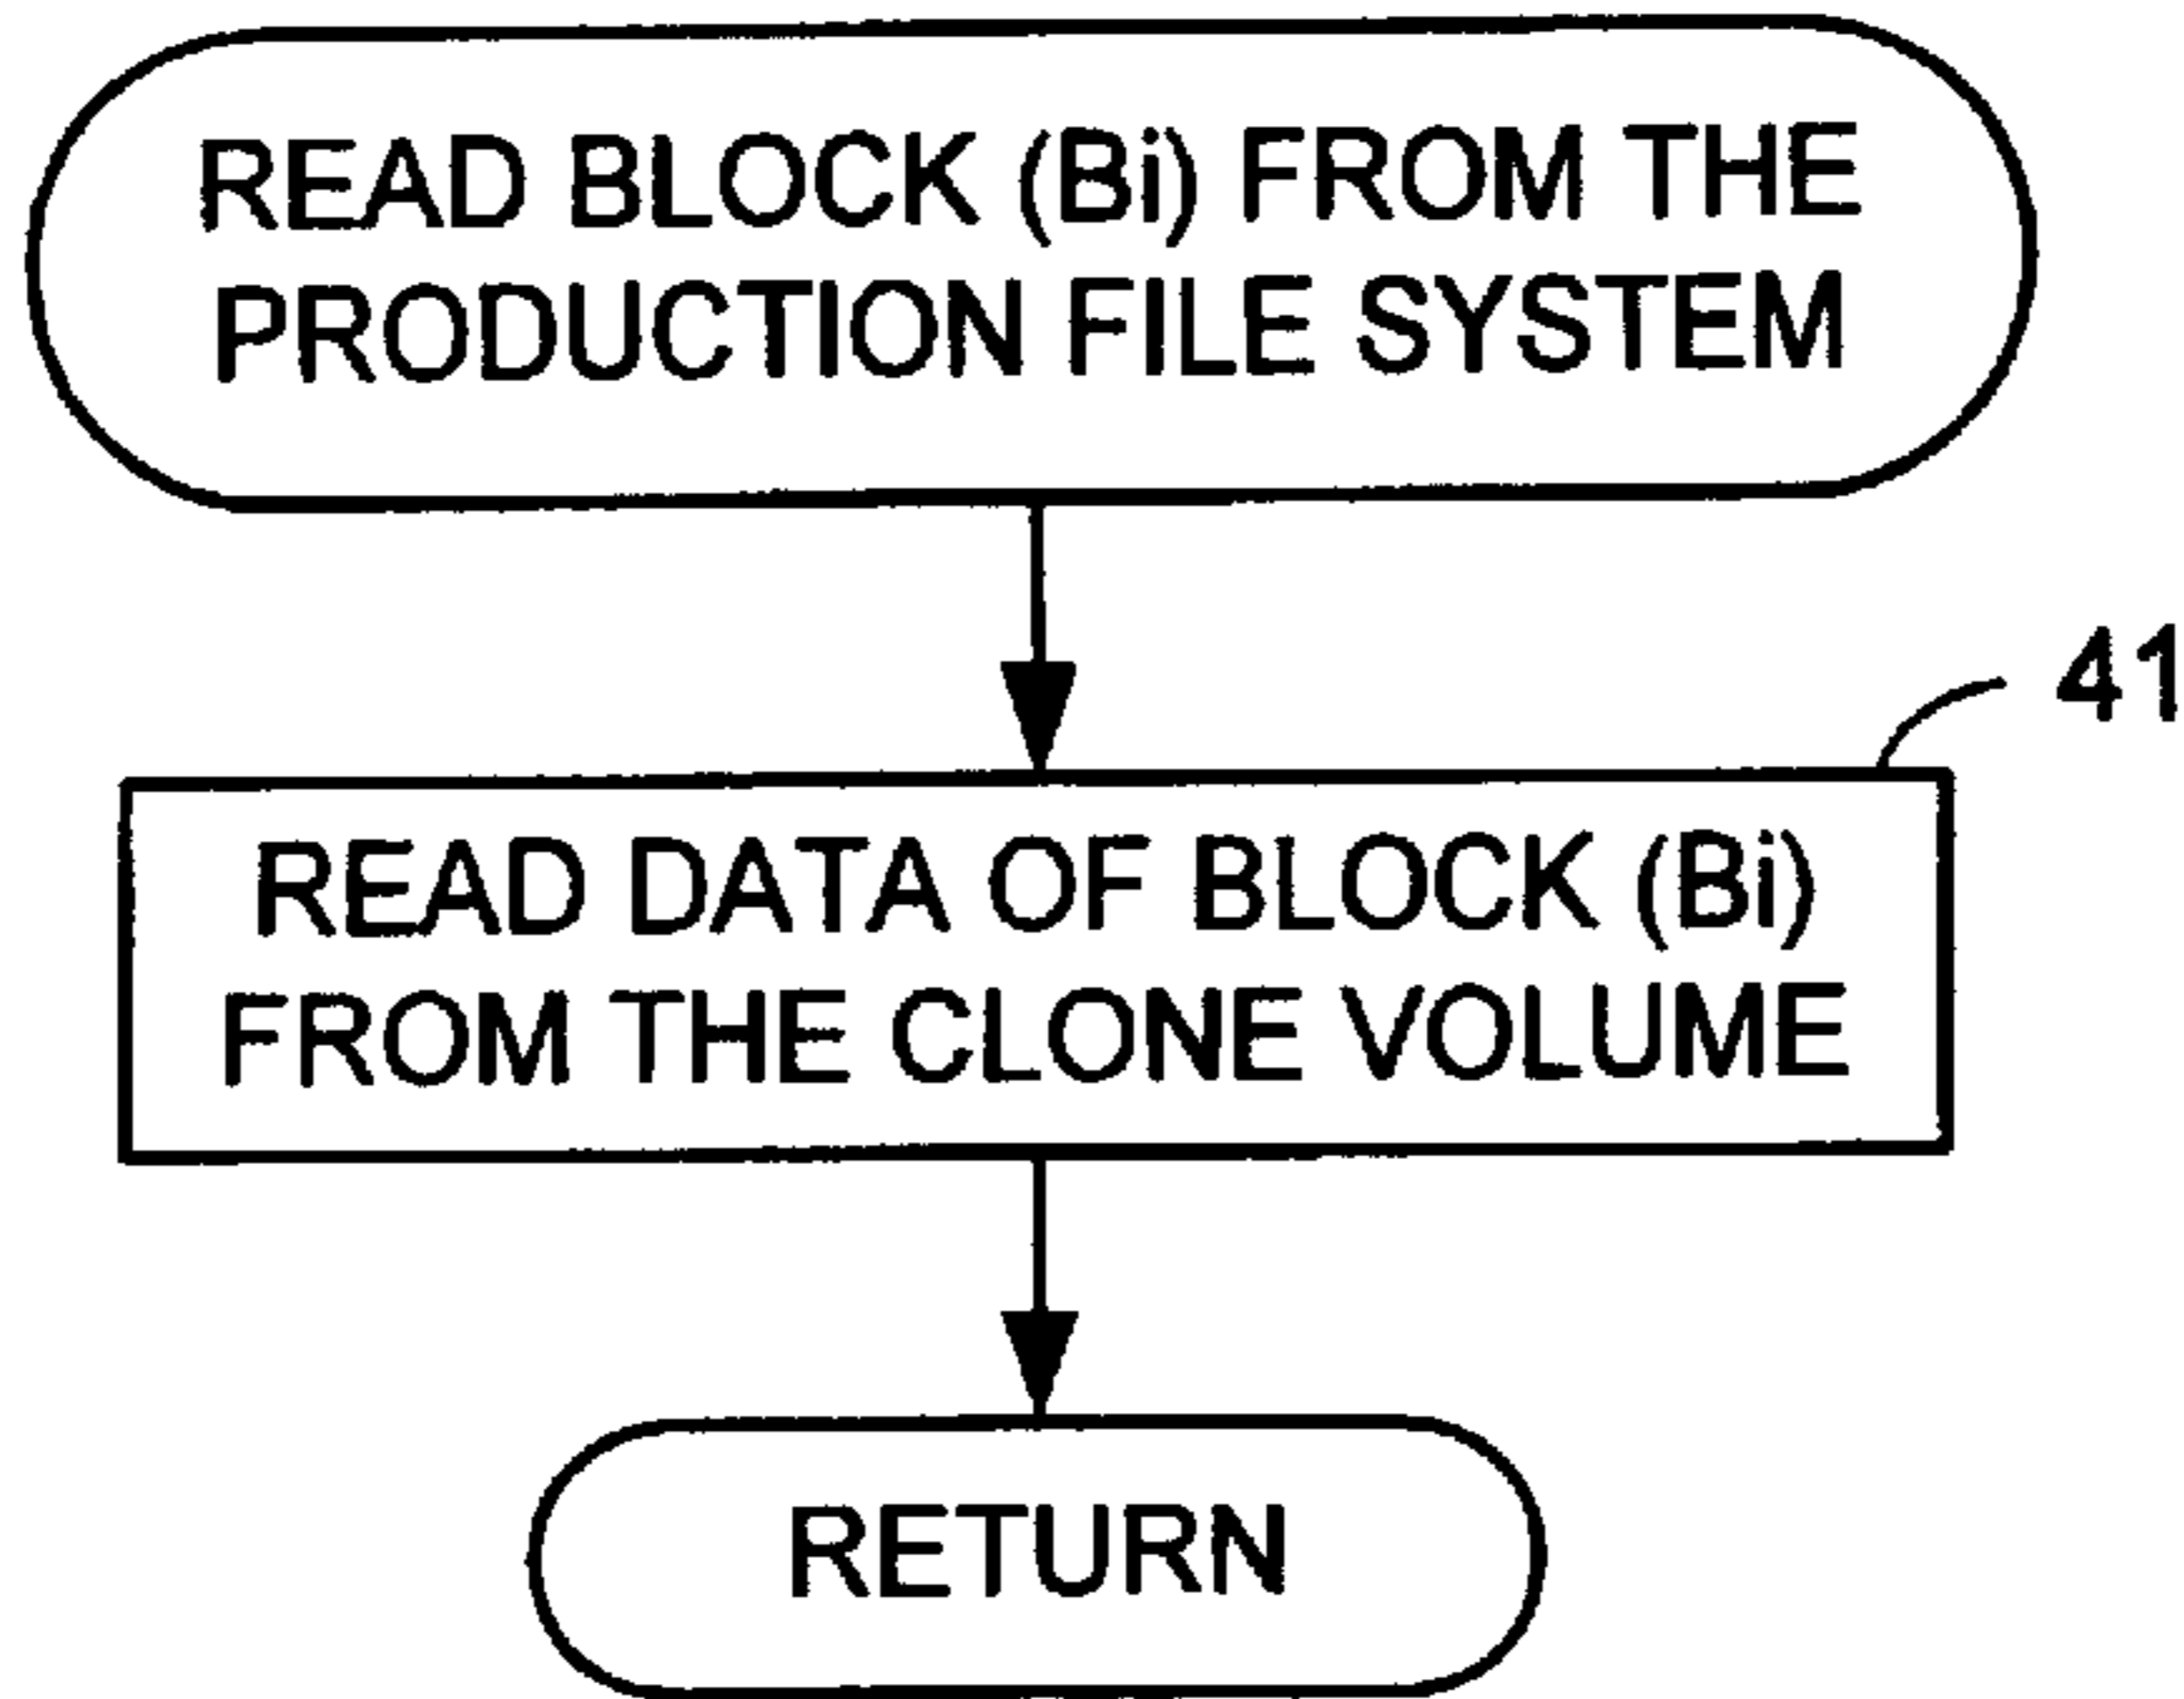 READ BLOCK (Bi) FROM THE
PRODUCTION FILE SYSTEM
41
READ DATA OF BLOCK (Bi)
FROM THE CLONE VOLUME
RETURN